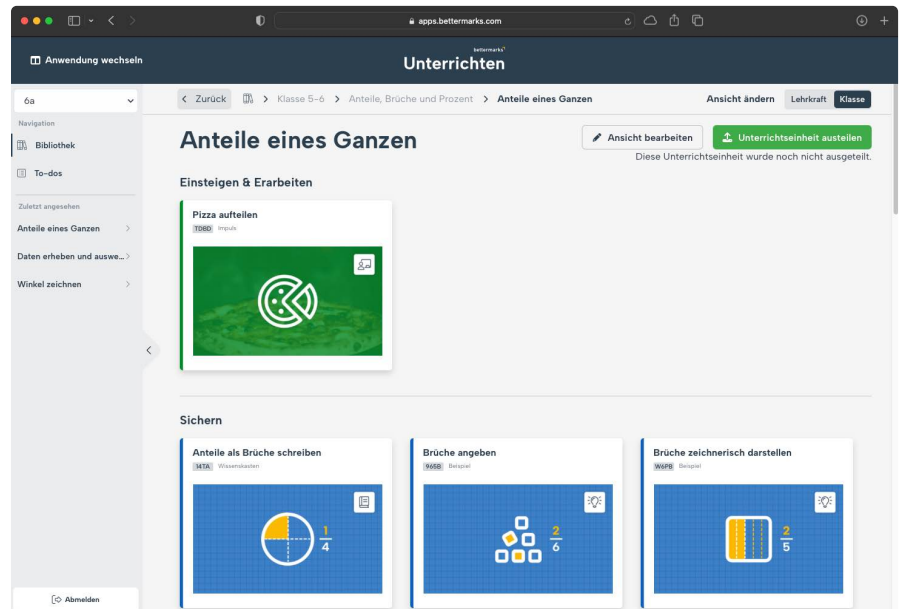 apps.bettermarks.com
Anwendung wechseln
bettermarks
Unterrichten
6a
Zurück
Klasse 5–6
Anteile, Brüche und Prozent
Anteile eines Ganzen
Ansicht ändern
Lehrkraft
Klasse
Navigation
Bibliothek
To-dos
Zuletzt angesehen
Anteile eines Ganzen
Daten erheben und auswe...
Winkel zeichnen
Abmelden
Anteile eines Ganzen
Ansicht bearbeiten
Unterrichtseinheit austeilen
Diese Unterrichtseinheit wurde noch nicht ausgeteilt.
Einsteigen & Erarbeiten
Pizza aufteilen
TDBD Impuls
Sichern
Anteile als Brüche schreiben
14TA Wissenskasten
1
4
Brüche angeben
965B Beispiel
2
6
Brüche zeichnerisch darstellen
W6PB Beispiel
2
5